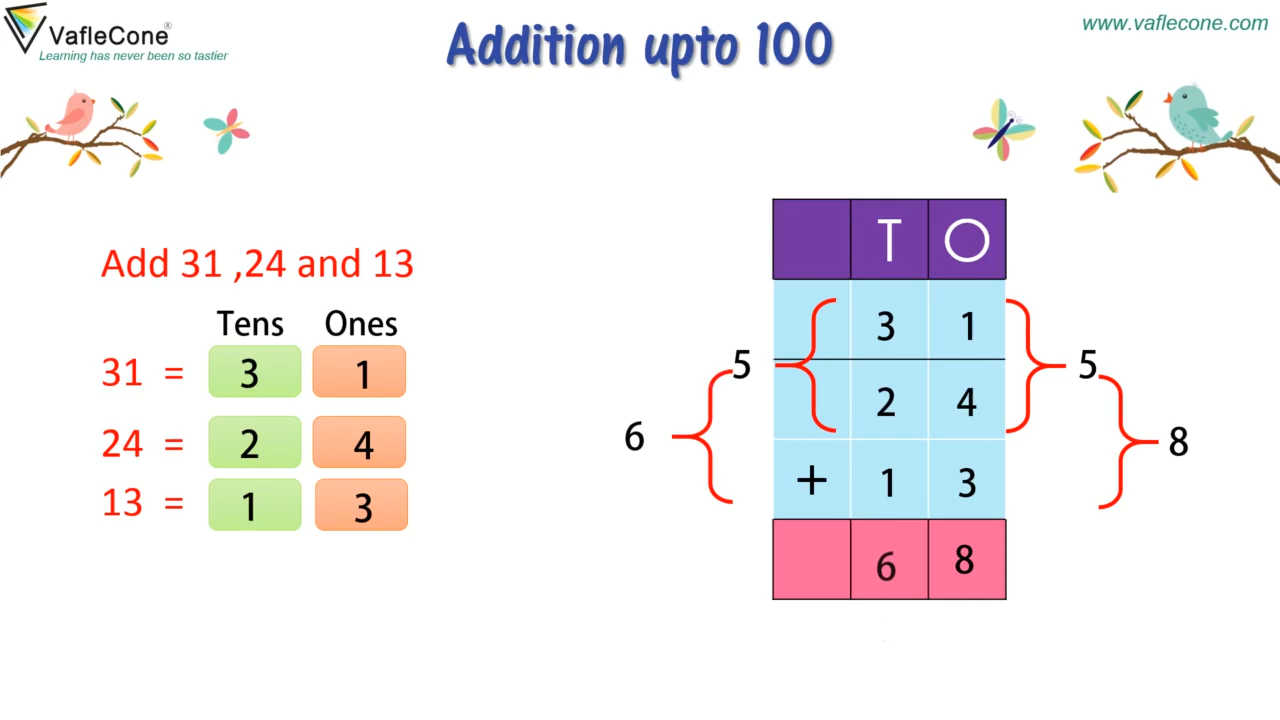 VafleCone®
Learning has never been so tastier
Addition upto 100
www.vaflecone.com
Add 31 ,24 and 13
Tens Ones
31 = 3 1
24 = 2 4
13 = 1 3
T O
3 1
5 5
2 4
6 8
+ 1 3
6 8